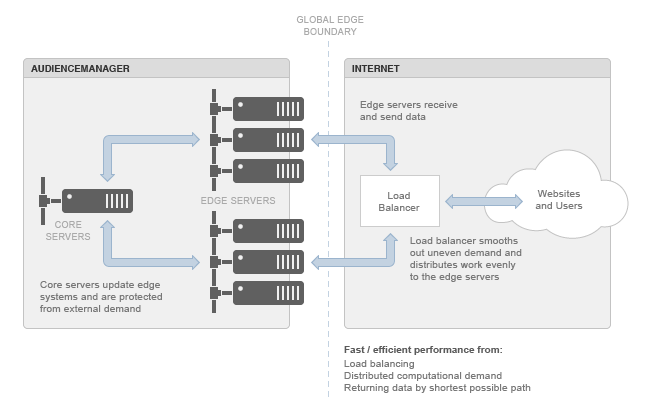 GLOBAL EDGE
BOUNDARY
AUDIENCEMANAGER
INTERNET
Edge servers receive
and send data
EDGE SERVERS
CORE
SERVERS
Load
Balancer
Websites
and Users
Load balancer smooths
out uneven demand and
distributes work evenly
to the edge servers
Core servers update edge
systems and are protected
from external demand
Fast / efficient performance from:
Load balancing
Distributed computational demand
Returning data by shortest possible path